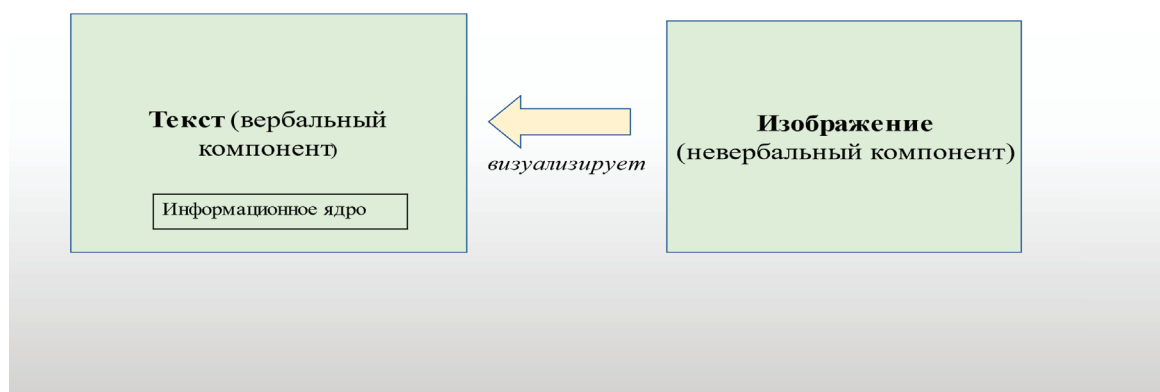 Текст (вербальный
компонент)
Информационное ядро
визуализирует
Изображение
(невербальный компонент)